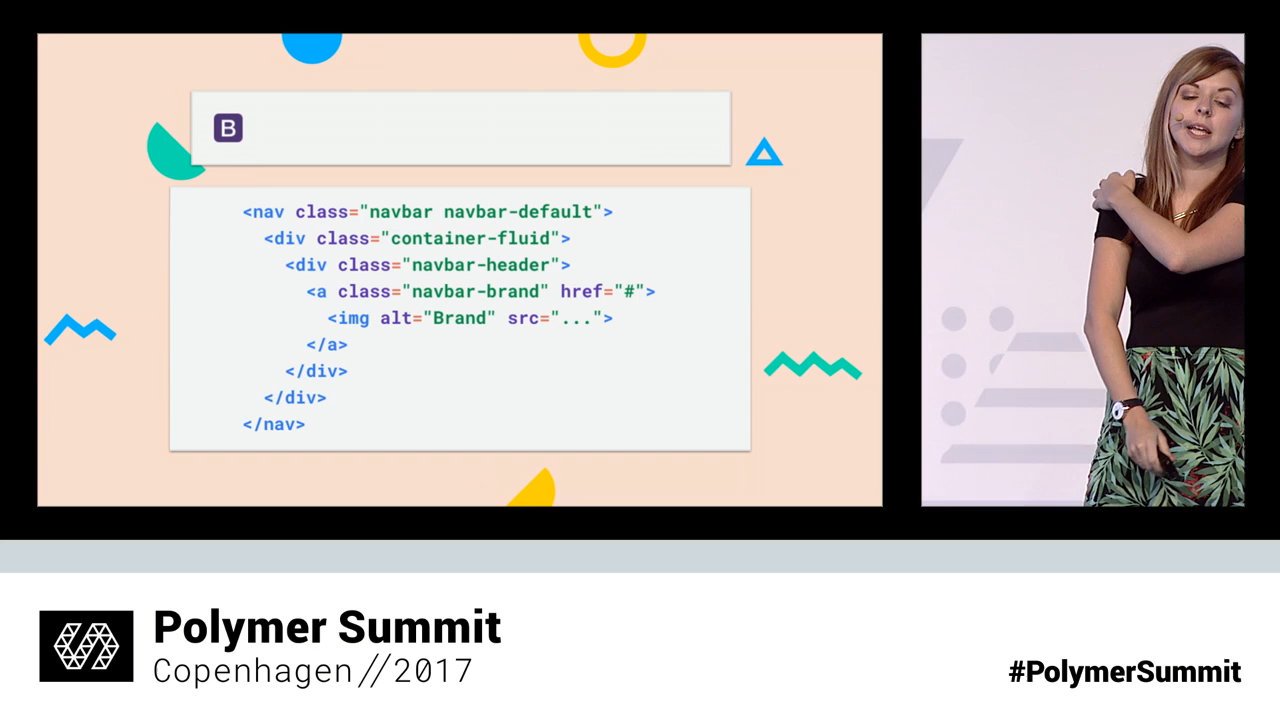 B
<nav class="navbar navbar-default">
<div class="container-fluid">
<div class="navbar-header">
<a class="navbar-brand" href="#">
<img alt="Brand" src="...">
</a>
</div>
</div>
</nav>
Polymer Summit
Copenhagen//2017
#PolymerSummit